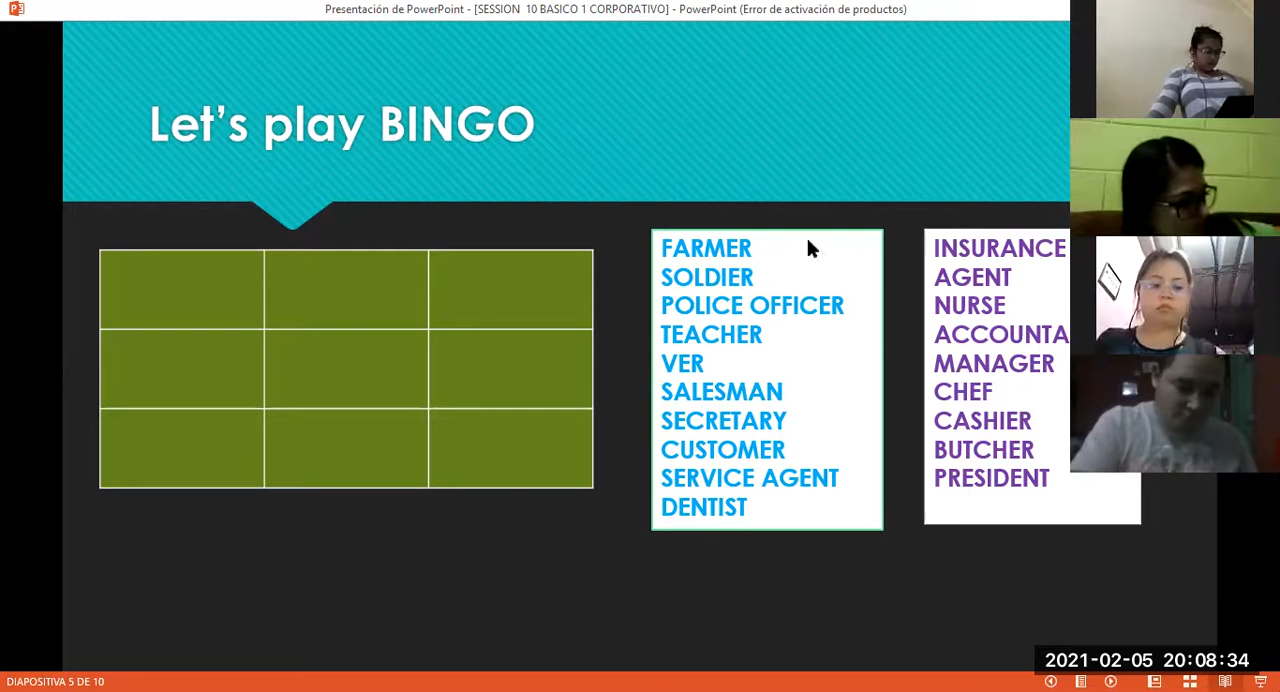 Presentación de PowerPoint - [SESSION 10 BASICO 1 CORPORATIVO] - PowerPoint (Error de activación de productos)
Let's play BINGO
FARMER
SOLDIER
POLICE OFFICER
TEACHER
VER
SALESMAN
SECRETARY
CUSTOMER
SERVICE AGENT
DENTIST
INSURANCE
AGENT
NURSE
ACCOUNTA
MANAGER
CHEF
CASHIER
BUTCHER
PRESIDENT
2021-02-05 20:08:34
DIAPOSITIVA 5 DE 10